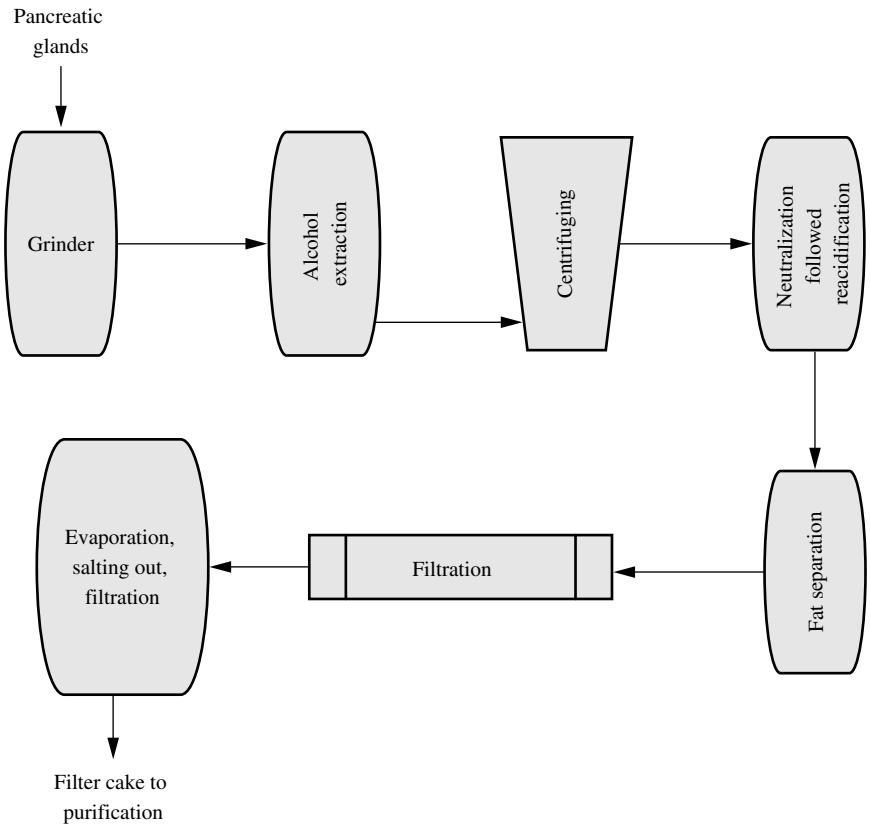 Pancreatic
glands
Grinder
Alcohol
extraction
Centrifuging
Neutralization
followed
reacidification
Fat separation
Filtration
Evaporation,
salting out,
filtration
Filter cake to
purification